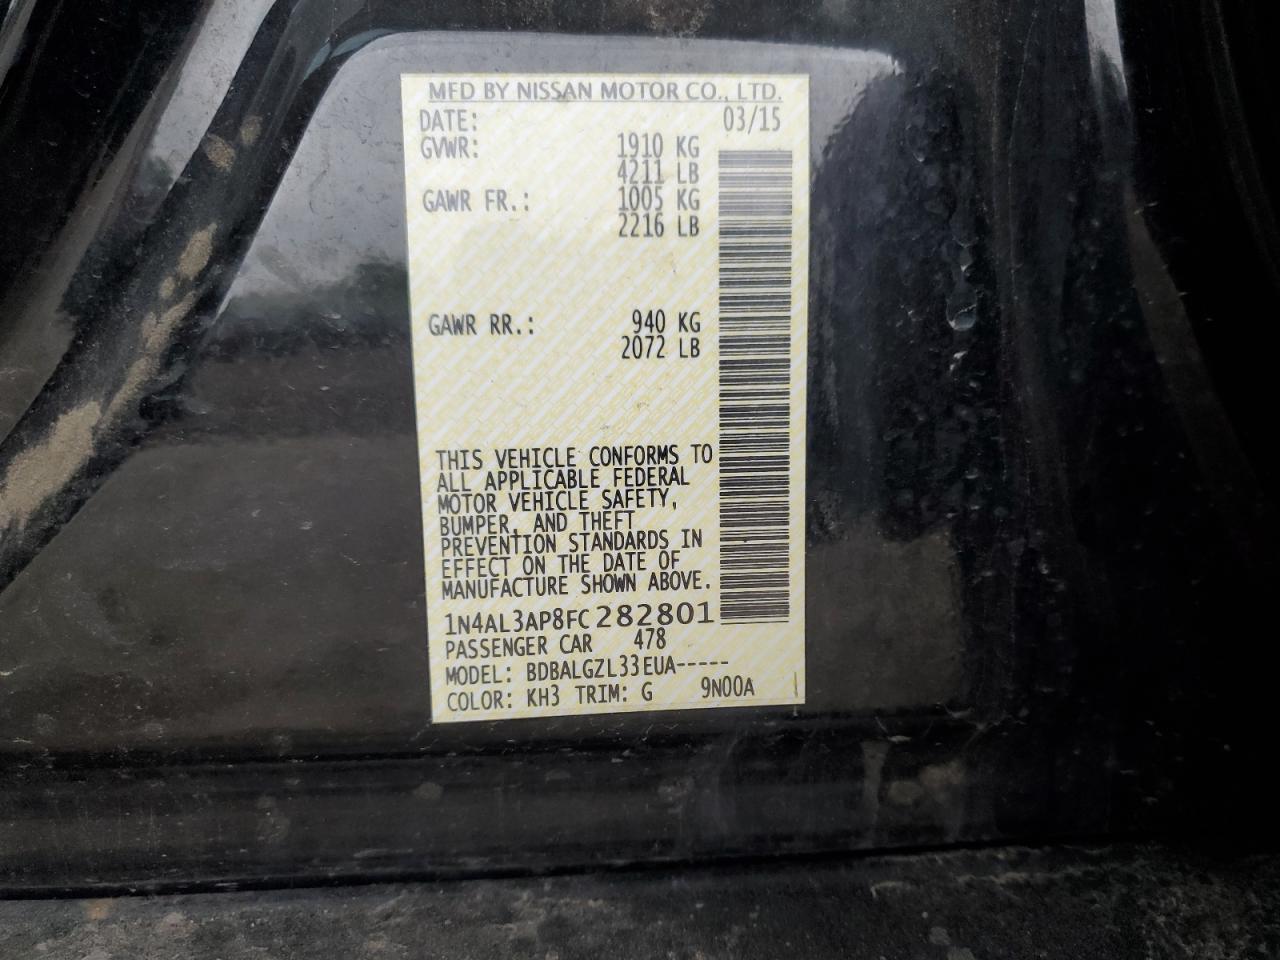 MFD BY NISSAN MOTOR CO., LTD.
DATE: 03/15
GVWR: 1910 KG
4211 LB
GAWR FR.: 1005 KG
2216 LB
GAWR RR.: 940 KG
2072 LB
THIS VEHICLE CONFORMS TO
ALL APPLICABLE FEDERAL
MOTOR VEHICLE SAFETY,
BUMPER, AND THEFT
PREVENTION STANDARDS IN
EFFECT ON THE DATE OF
MANUFACTURE SHOWN ABOVE.
1N4AL3AP8FC282801
PASSENGER CAR 478
MODEL: BDBALGZL33EUA-----
COLOR: KH3 TRIM: G 9N00A